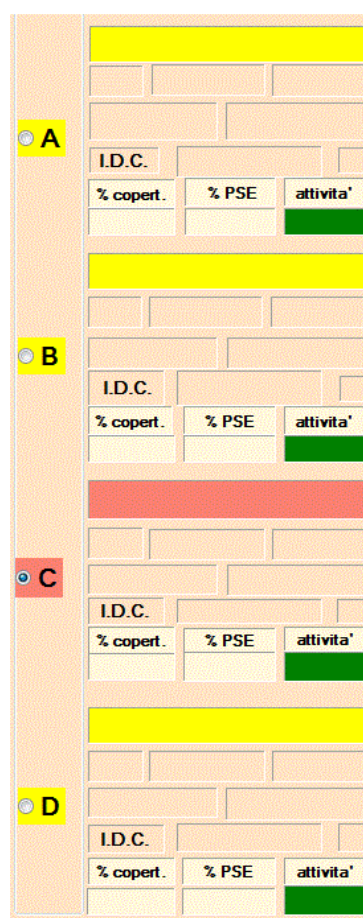 A
I.D.C.
% copert. % PSE attivita'
B
I.D.C.
% copert. % PSE attivita'
C
I.D.C.
% copert. % PSE attivita'
D
I.D.C.
% copert. % PSE attivita'